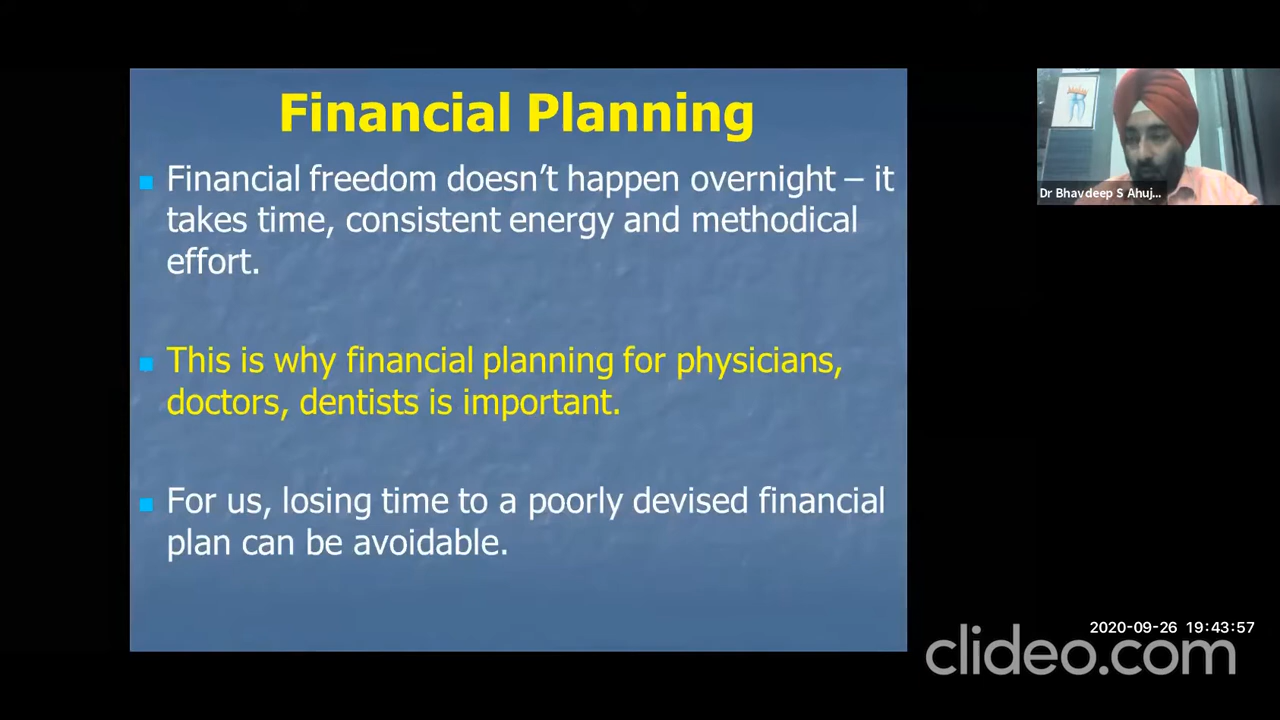 Financial Planning
Financial freedom doesn’t happen overnight – it
takes time, consistent energy and methodical
effort.
This is why financial planning for physicians,
doctors, dentists is important.
For us, losing time to a poorly devised financial
plan can be avoidable.
Dr Bhavdeep S Ahuj...
2020-09-26 19:43:57
clideo.com